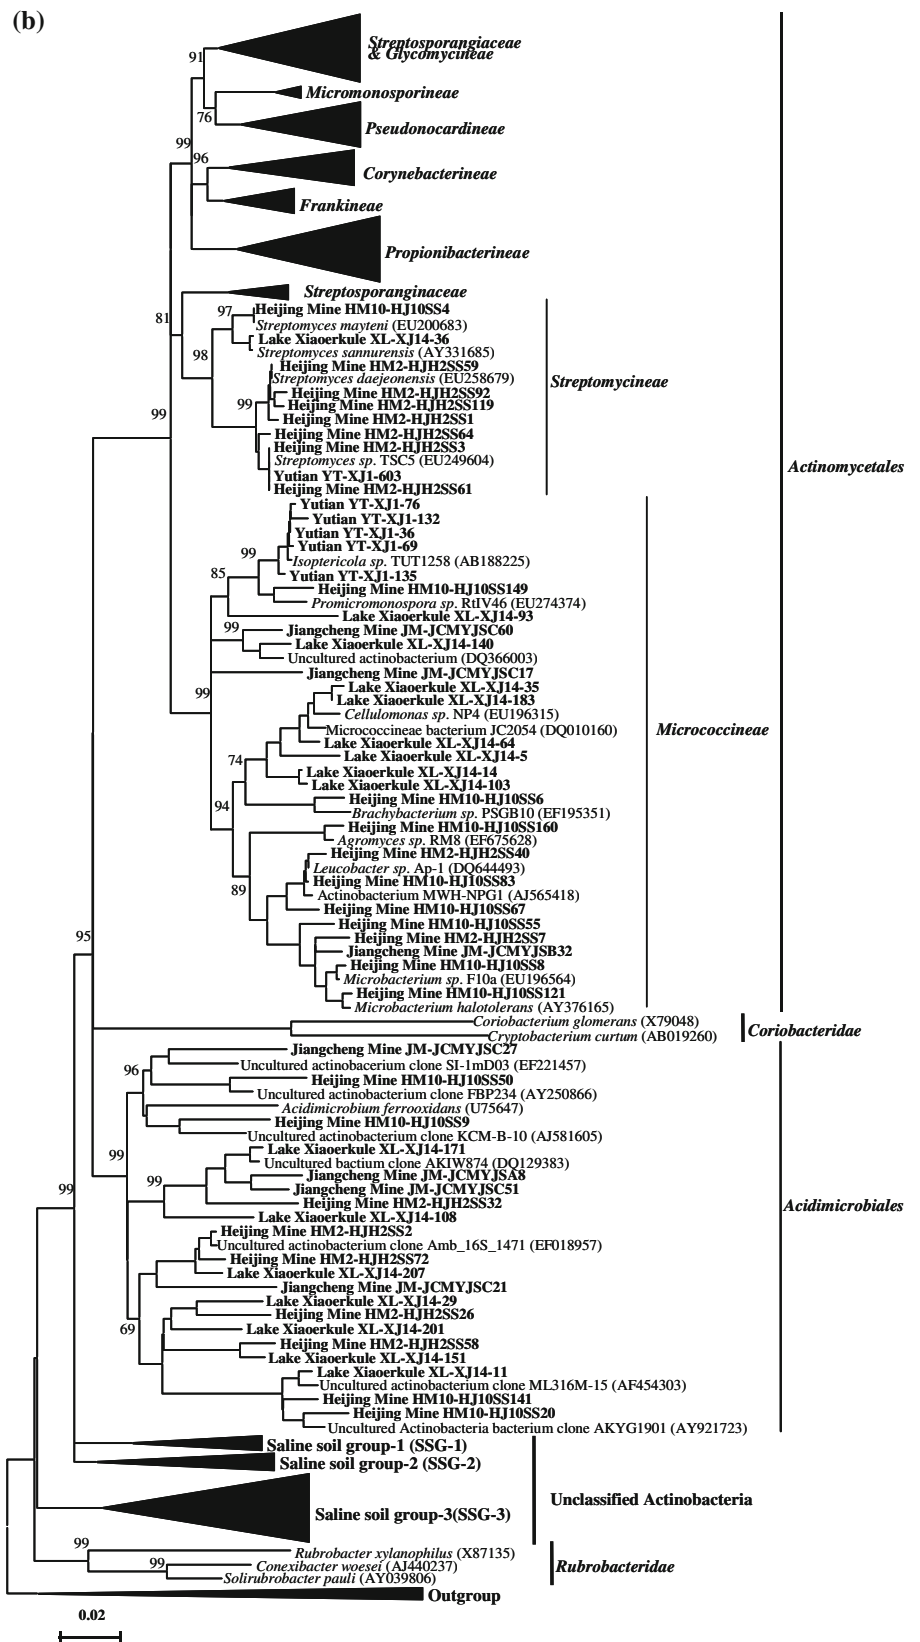 (b)
91
Streptosporangiaceae
& Glycomycineae
Micromonosporineae
76
Pseudonocardineae
99
96
Corynebacterineae
Frankineae
Propionibacterineae
Streptosporanginaceae
81
97
Heijing Mine HM10-HJ10SS4
Streptomyces mayteni (EU200683)
Lake Xiaoerkule XL-XJ14-36
98
Streptomyces sannurensis (AY331685)
Heijing Mine HM2-HJH2SS59
Streptomyces daejeonensis (EU258679)
Streptomycineae
Heijing Mine HM2-HJH2SS92
99
Heijing Mine HM2-HJH2SS119
99
Heijing Mine HM2-HJH2SS1
Heijing Mine HM2-HJH2SS64
Heijing Mine HM2-HJH2SS3
Streptomyces sp. TSC5 (EU249604)
Actinomycetales
Yutian YT-XJ1-603
Heijing Mine HM2-HJH2SS61
Yutian YT-XJ1-76
Yutian YT-XJ1-132
Yutian YT-XJ1-36
Yutian YT-XJ1-69
99
Isoptericola sp. TUT1258 (AB188225)
85
Yutian YT-XJ1-135
Heijing Mine HM10-HJ10SS149
Promicromonospora sp. RtIV46 (EU274374)
Lake Xiaoerkule XL-XJ14-93
99
Jiangcheng Mine JM-JCMYJSC60
Lake Xiaoerkule XL-XJ14-140
Uncultured actinobacterium (DQ366003)
Jiangcheng Mine JM-JCMYJSC17
99
Lake Xiaoerkule XL-XJ14-35
Lake Xiaoerkule XL-XJ14-183
Cellulomonas sp. NP4 (EU196315)
Micrococcineae bacterium JC2054 (DQ010160)
Micrococcineae
Lake Xiaoerkule XL-XJ14-64
74
Lake Xiaoerkule XL-XJ14-5
Lake Xiaoerkule XL-XJ14-14
Lake Xiaoerkule XL-XJ14-103
94
Heijing Mine HM10-HJ10SS6
Brachybacterium sp. PSGB10 (EF195351)
Heijing Mine HM10-HJ10SS160
Agromyces sp. RM8 (EF675628)
Heijing Mine HM2-HJH2SS40
Leucobacter sp. Ap-1 (DQ644493)
89
Heijing Mine HM10-HJ10SS83
Actinobacterium MWH-NPG1 (AJ565418)
Heijing Mine HM10-HJ10SS67
Heijing Mine HM10-HJ10SS55
95
Heijing Mine HM2-HJH2SS7
Jiangcheng Mine JM-JCMYJSB32
Heijing Mine HM10-HJ10SS8
Microbacterium sp. F10a (EU196564)
Heijing Mine HM10-HJ10SS121
Microbacterium halotolerans (AY376165)
Coriobacterium glomerans (X79048)
Coriobacteridae
Cryptobacterium curtum (AB019260)
Jiangcheng Mine JM-JCMYJSC27
96
Uncultured actinobacerium clone SI-1mD03 (EF221457)
Heijing Mine HM10-HJ10SS50
Uncultured actinobacterium clone FBP234 (AY250866)
Acidimicrobium ferrooxidans (U75647)
Heijing Mine HM10-HJ10SS9
Uncultured actinobacterium clone KCM-B-10 (AJ581605)
99
Lake Xiaoerkule XL-XJ14-171
Uncultured bactium clone AKIW874 (DQ129383)
99
99
Jiangcheng Mine JM-JCMYJSA8
Jiangcheng Mine JM-JCMYJSC51
Heijing Mine HM2-HJH2SS32
Acidimicrobiales
Lake Xiaoerkule XL-XJ14-108
Heijing Mine HM2-HJH2SS2
Uncultured actinobacterium clone Amb_16S_1471 (EF018957)
Heijing Mine HM2-HJH2SS72
Lake Xiaoerkule XL-XJ14-207
Jiangcheng Mine JM-JCMYJSC21
Lake Xiaoerkule XL-XJ14-29
Heijing Mine HM2-HJH2SS26
69
Lake Xiaoerkule XL-XJ14-201
Heijing Mine HM2-HJH2SS58
Lake Xiaoerkule XL-XJ14-151
Lake Xiaoerkule XL-XJ14-11
Uncultured actinobacterium clone ML316M-15 (AF454303)
Heijing Mine HM10-HJ10SS141
Heijing Mine HM10-HJ10SS20
Uncultured Actinobacteria bacterium clone AKYG1901 (AY921723)
Saline soil group-1 (SSG-1)
Saline soil group-2 (SSG-2)
Unclassified Actinobacteria
Saline soil group-3(SSG-3)
99
Rubrobacter xylanophilus (X87135)
99
Conexibacter woesei (AJ440237)
Rubrobacteridae
Solirubrobacter pauli (AY039806)
Outgroup
0.02